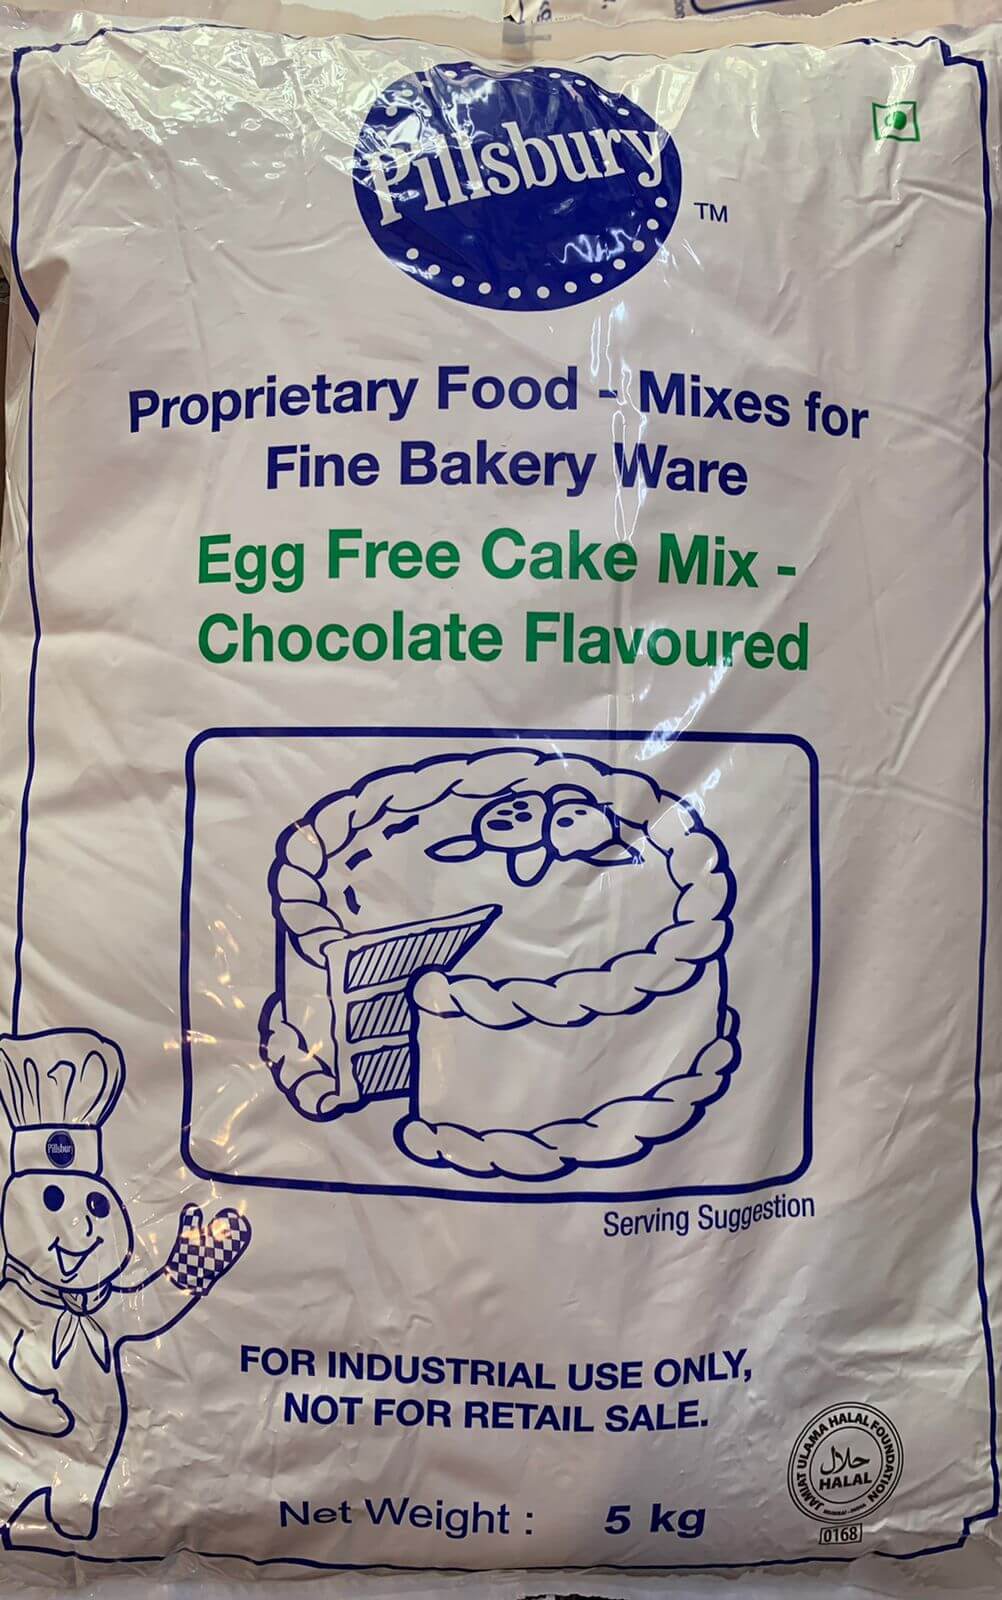 Pillsbury
TM
Proprietary Food - Mixes for
Fine Bakery Ware
Egg Free Cake Mix -
Chocolate Flavoured
Pillsbury
Serving Suggestion
FOR INDUSTRIAL USE ONLY,
NOT FOR RETAIL SALE.
JAMIAT ULAMA HALAL FOUNDATION
حلال
HALAL
Net Weight : 5 kg
0168